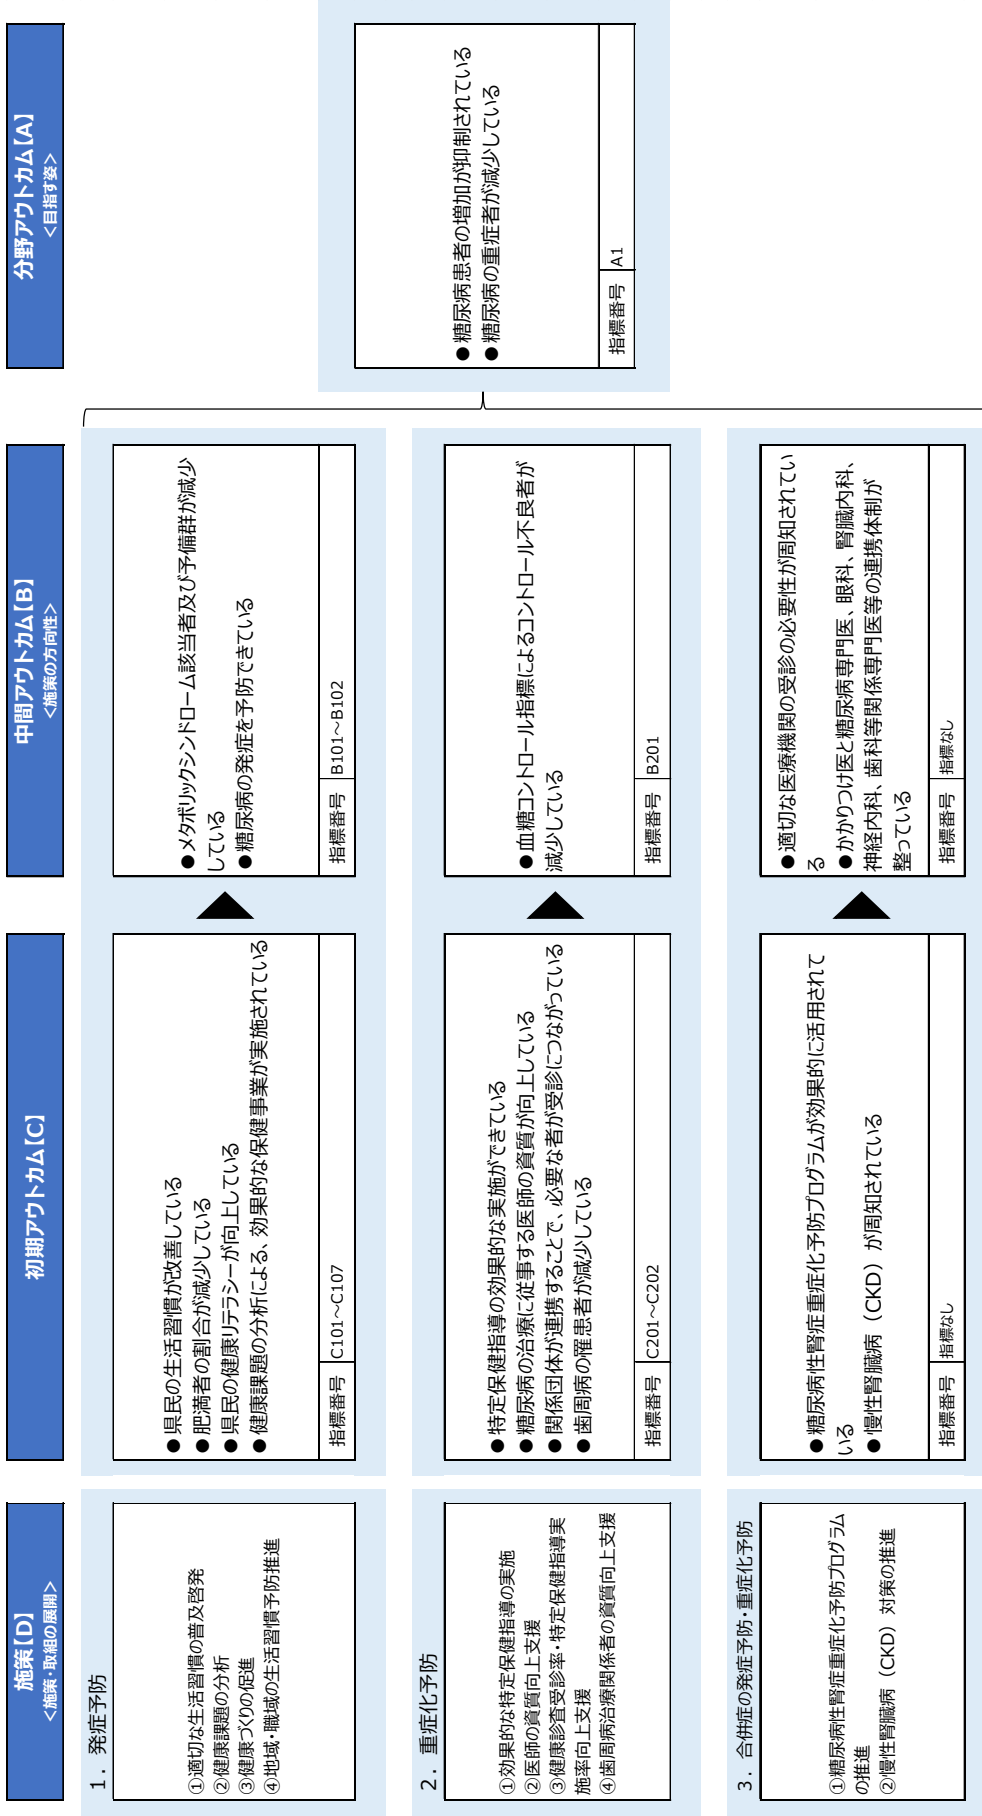 施策【D】
＜施策・取組の展開＞
初期アウトカム【C】
中間アウトカム【B】
＜施策の方向性＞
分野アウトカム【A】
＜目指す姿＞
1．発症予防
①適切な生活習慣の普及啓発
②健康課題の分析
③健康づくりの促進
④地域・職域の生活習慣予防推進
●県民の生活習慣が改善している
●肥満者の割合が減少している
●県民の健康リテラシーが向上している
●健康課題の分析による、効果的な保健事業が実施されている
指標番号 C101～C107
●メタボリックシンドローム該当者及び予備群が減少
している
●糖尿病の発症を予防できている
指標番号 B101～B102
2．重症化予防
①効果的な特定保健指導の実施
②医師の資質向上支援
③健康診査受診率・特定保健指導実
施率向上支援
④歯周病治療関係者の資質向上支援
●特定保健指導の効果的な実施ができている
●糖尿病の治療に従事する医師の資質が向上している
●関係団体が連携することで、必要な者が受診につながっている
●歯周病の罹患者が減少している
指標番号 C201～C202
●血糖コントロール指標によるコントロール不良者が
減少している
指標番号 B201
3．合併症の発症予防・重症化予防
①糖尿病性腎症重症化予防プログラム
の推進
②慢性腎臓病（CKD）対策の推進
●糖尿病性腎症重症化予防プログラムが効果的に活用されて
いる
●慢性腎臓病（CKD）が周知されている
指標番号 指標なし
●適切な医療機関の受診の必要性が周知されてい
る
●かかりつけ医と糖尿病専門医、眼科、腎臓内科、
神経内科、歯科等関係専門医等の連携体制が
整っている
指標番号 指標なし
●糖尿病患者の増加が抑制されている
●糖尿病の重症者が減少している
指標番号 A1